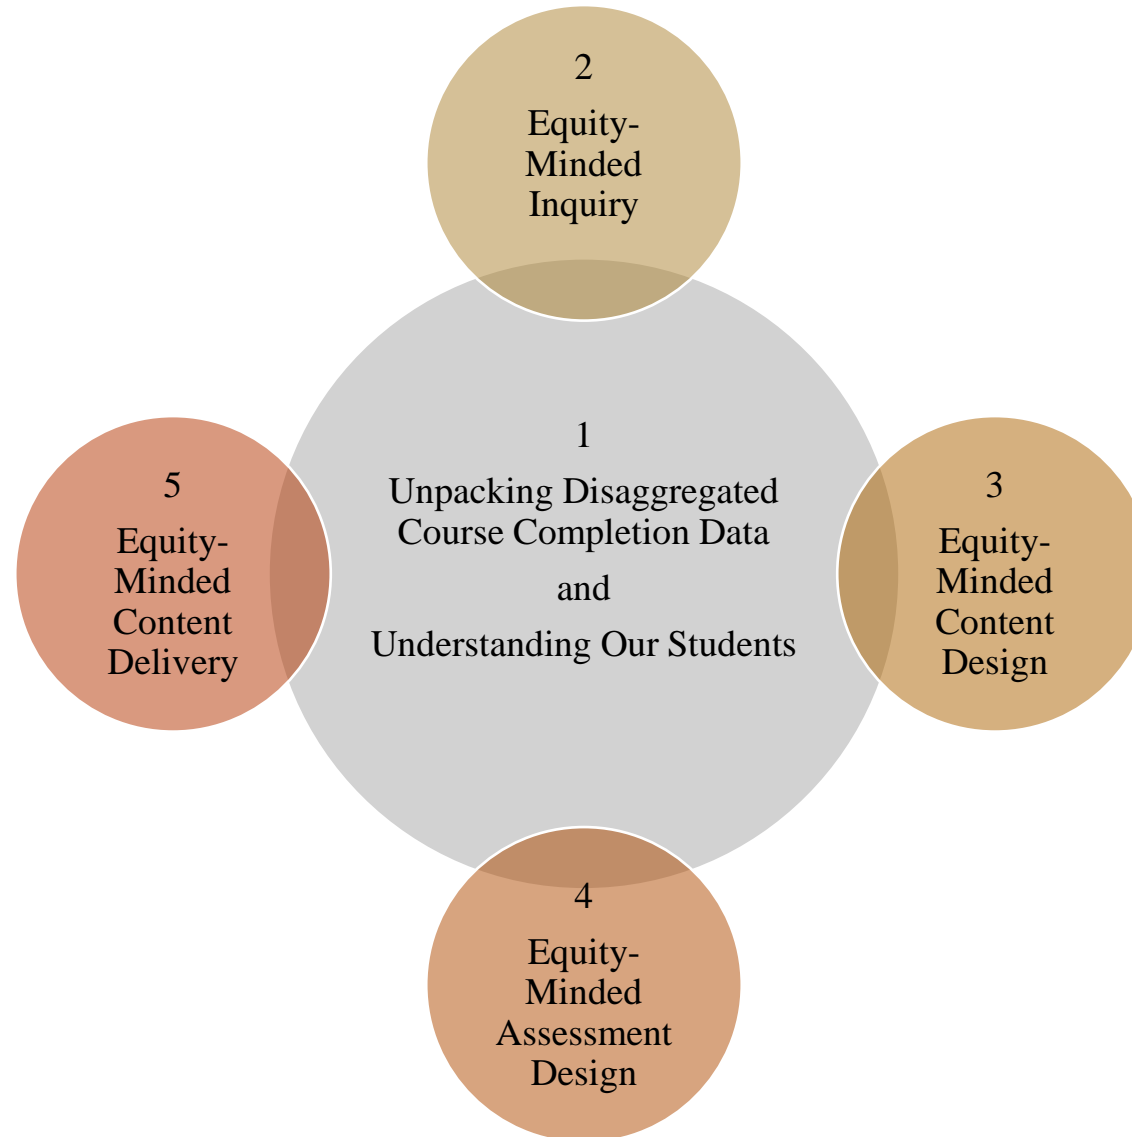 2
Equity-
Minded
Inquiry
1
Unpacking Disaggregated
Course Completion Data
and
Understanding Our Students
3
Equity-
Minded
Content
Design
4
Equity-
Minded
Assessment
Design
5
Equity-
Minded
Content
Delivery